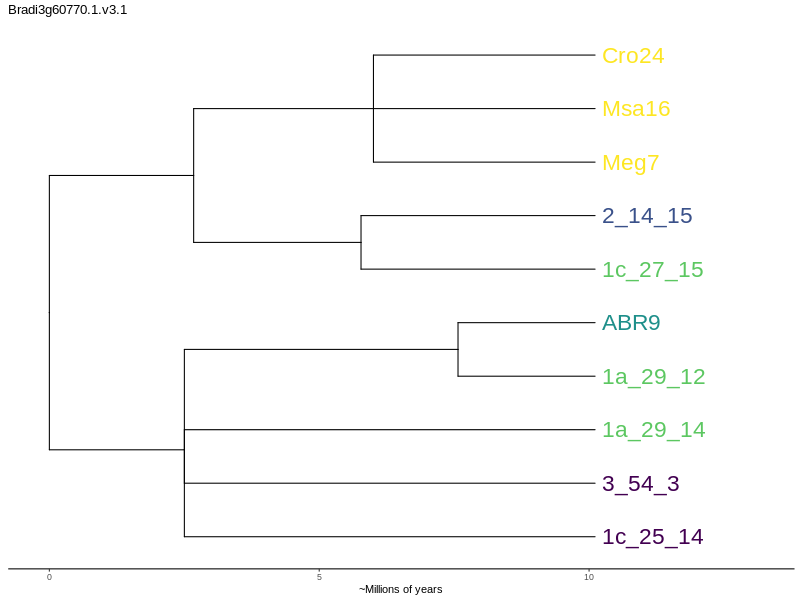 Bradi3g60770.1.v3.1
Cro24
Msa16
Meg7
2_14_15
1c_27_15
ABR9
1a_29_12
1a_29_14
3_54_3
1c_25_14
0 5 10
~Millions of years